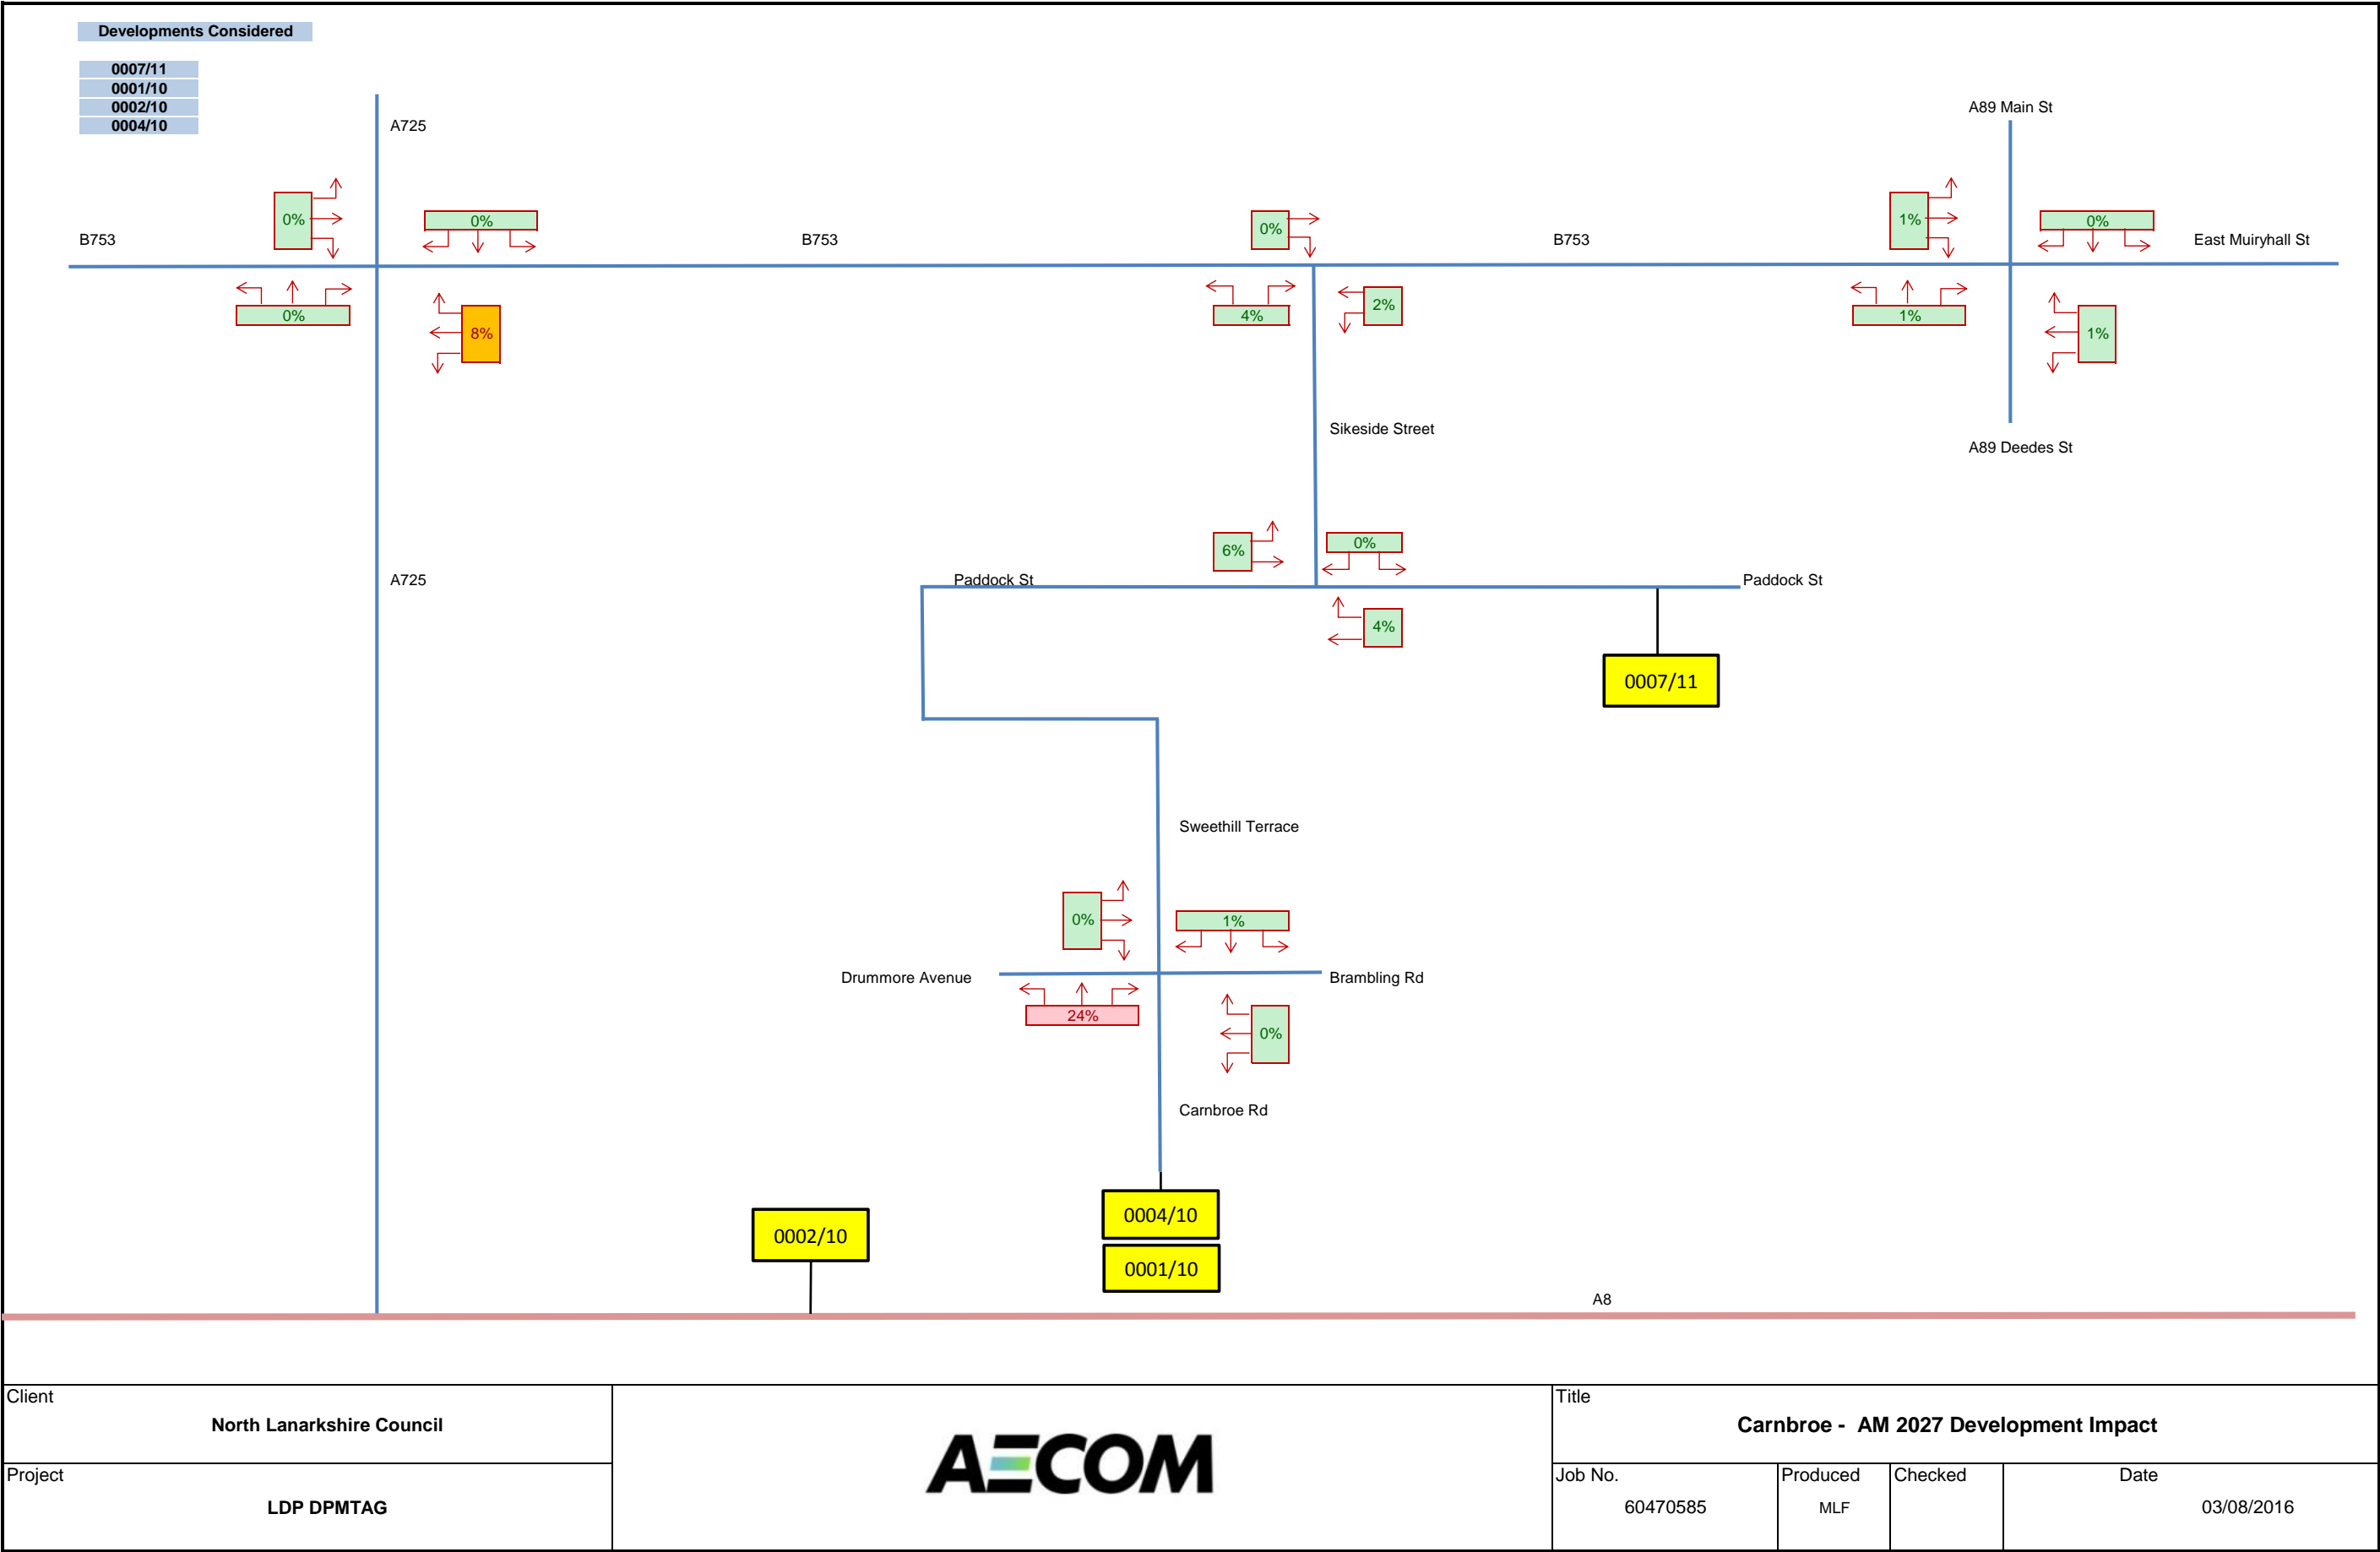 Developments Considered
0007/11
0001/10
0002/10
0004/10
A725
A89 Main St
0%
0%
0%
1%
0%
B753
B753
B753
East Muiryhall St
0%
8%
4%
2%
1%
1%
Sikeside Street
A89 Deedes St
6%
0%
A725
Paddock St
Paddock St
4%
0007/11
Sweethill Terrace
0%
1%
Drummore Avenue
Brambling Rd
24%
0%
Carnbroe Rd
0002/10
0004/10
0001/10
A8
Client
North Lanarkshire Council
Project
LDP DPMTAG
AECOM
Title
Carnbroe - AM 2027 Development Impact
Job No.
60470585
Produced
MLF
Checked
Date
03/08/2016